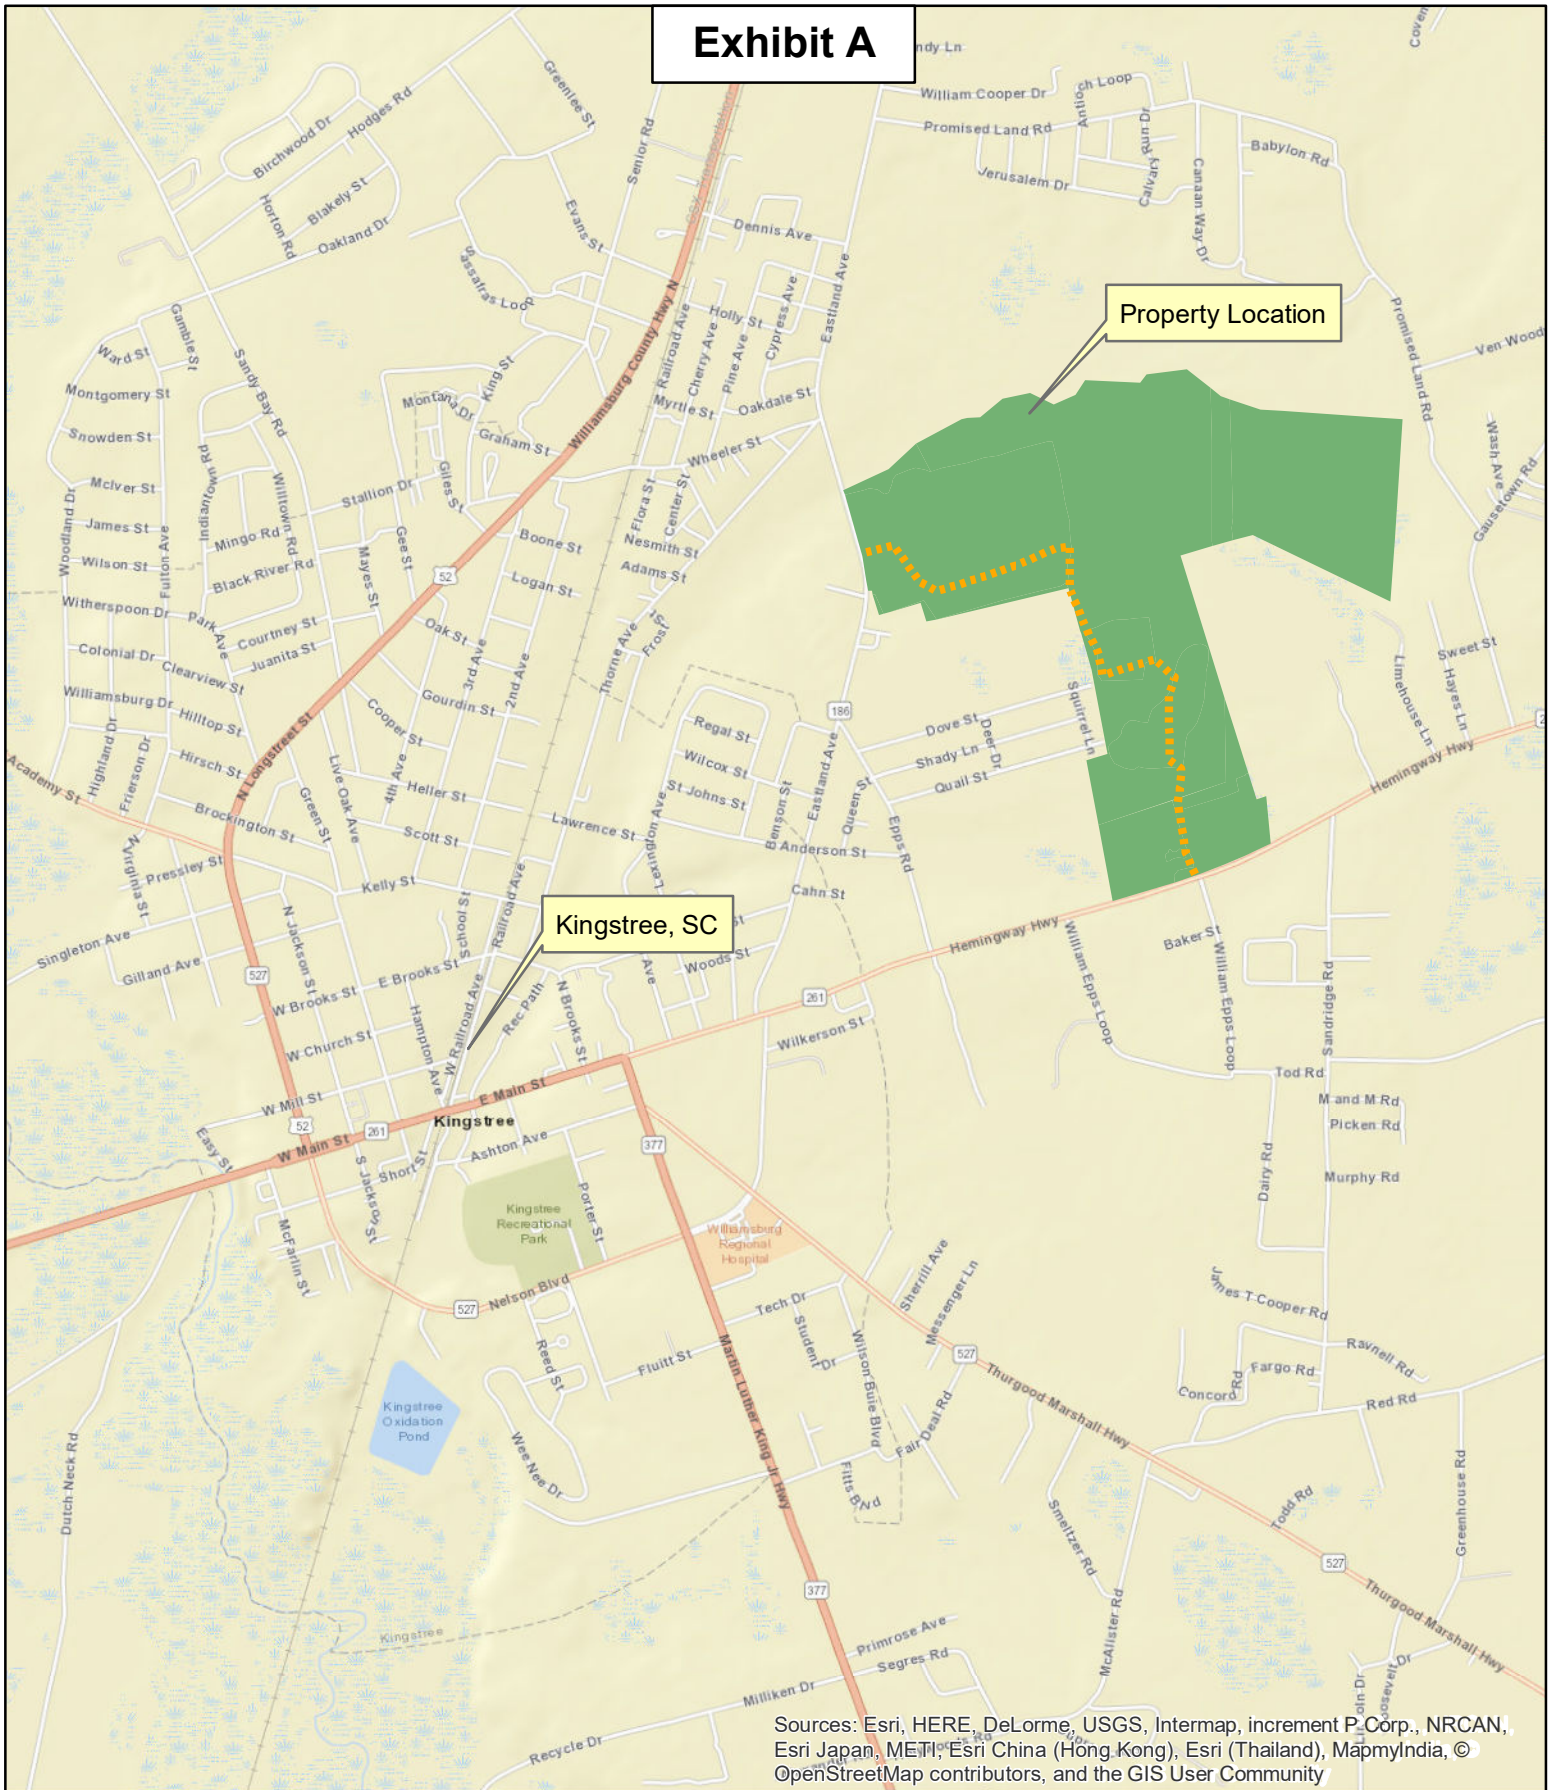 Exhibit A
ndy Ln
Coven
William Cooper Dr
Antioch Loop
Promised Land Rd
Calvary Run Dr
Jerusalem Dr
Canaan Way Dr
Babylon Rd
Greenlee St
Hodges Rd
Birchwood Dr
Senior Rd
CSX Transportation
Blakely St
Horton Rd
Oakland Dr
Evans St
Dennis Ave
Sassafras Loop
Eastland Ave
Property Location
Promised Land Rd
Ven Wood
Gamble St
Ward St
Sandy Bay Rd
Williamsburg County Hwy N
Railroad Ave
Holly St
Cherry Ave
Pine Ave
Cypress Ave
Montgomery St
King St
Montana Dr
Myrtle St
Oakdale St
Snowden St
Graham St
Wheeler St
Wash Ave
Gausetown Rd
McIver St
Indiantown Rd
Willtown Rd
Stallion Dr
Giles St
Flora St
Center St
Woodland Dr
James St
Fulton Ave
Mingo Rd
Gee St
Mayes St
Boone St
Nesmith St
Wilson St
Black River Rd
52
Logan St
Adams St
Witherspoon Dr
Park Ave
Courtney St
Oak St
Frost St
Thorne Ave
Colonial Dr
Clearview St
Juanita St
3rd Ave
2nd Ave
Sweet St
Hayes Ln
Limehouse Ln
Williamsburg Dr
Hilltop St
Highland Dr
Frierson Dr
Gourdin St
Cooper St
Squirrel Ln
186
Regal St
Dove St
Deer Dr
2
Academy St
Hirsch St
N Longstreet St
Live Oak Ave
4th Ave
Wilcox St
Shady Ln
Hemingway Hwy
Green St
Heller St
St Johns St
Benson St
Eastland Ave
Queen St
Quail St
Brockington St
Scott St
Lawrence St
Lexington Ave
Anderson St
Epps Rd
N Virginia St
Pressley St
Kelly St
Cahn St
Kingstree, SC
St
Singleton Ave
Gilland Ave
N Jackson St
School St
Railroad Ave
Woods St
Ave
Hemingway Hwy
William Epps Loop
Baker St
William Epps Loop
Sandridge Rd
527
W Brooks St
E Brooks St
W Railroad Ave
Rec Path
N Brooks St
261
Wilkerson St
W Church St
Hampton Ave
Tod Rd
W Mill St
E Main St
M and M Rd
Kingstree
Picken Rd
52
261
W Main St
Easy St
Ashton Ave
377
Short St
S Jackson St
Dairy Rd
Murphy Rd
Kingstree
Recreational
Park
Porter St
Williamsburg
Regional
Hospital
McFarlin St
Sherrill Ave
Messenger Ln
James T Cooper Rd
527
Nelson Blvd
Tech Dr
Student Dr
Wilson Buie Blvd
Reed St
Fluitt St
Martin Luther King Jr Hwy
527
Thurgood Marshall Hwy
Ravnell Rd
Fargo Rd
Concord Rd
Red Rd
Kingstree
Oxidation
Pond
Dutch Neck Rd
Wee Nee Dr
Fair Deal Rd
Fitts Blvd
Smeltzer Rd
Todd Rd
Greenhouse Rd
527
377
Thurgood Marshall Hwy
Kingstree
McAlister Rd
Primrose Ave
Segres Rd
Milliken Dr
Lincoln Dr
Roosevelt Dr
Recycle Dr
Sources: Esri, HERE, DeLorme, USGS, Intermap, increment P Corp., NRCAN,
Esri Japan, METI, Esri China (Hong Kong), Esri (Thailand), MapmyIndia, ©
OpenStreetMap contributors, and the GIS User Community